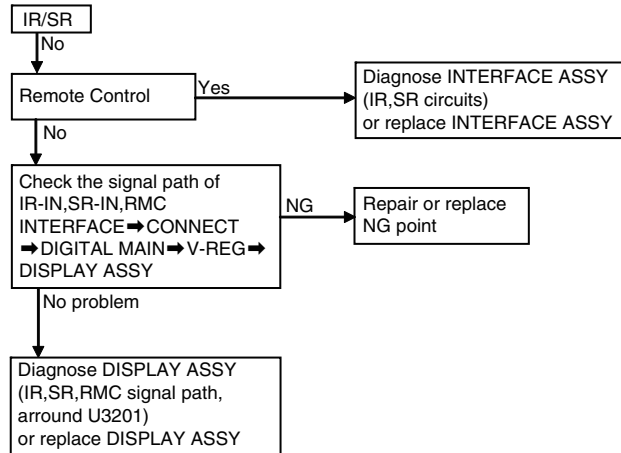 IR/SR
No
Remote Control
Yes
Diagnose INTERFACE ASSY
(IR,SR circuits)
or replace INTERFACE ASSY
No
Check the signal path of
IR-IN,SR-IN,RMC
INTERFACE➡CONNECT
➡DIGITAL MAIN➡V-REG➡
DISPLAY ASSY
NG
Repair or replace
NG point
No problem
Diagnose DISPLAY ASSY
(IR,SR,RMC signal path,
arround U3201)
or replace DISPLAY ASSY